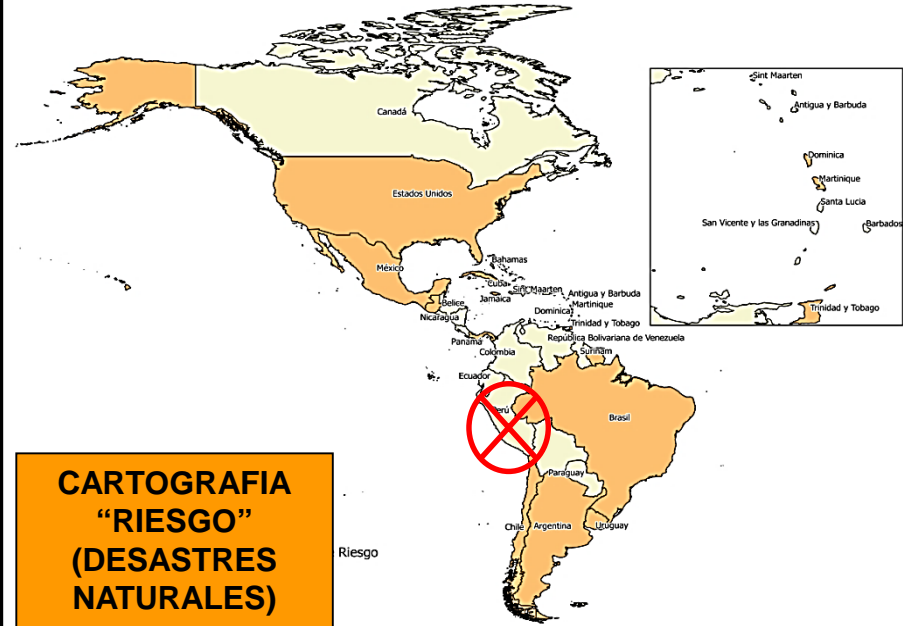 Canadá
Estados Unidos
México
Bahamas
Cuba
Sint Maarten
Jamaica
Belice
Antigua y Barbuda
Martinique
Dominica
Nicaragua
Trinidad y Tobago
Panamá
República Bolivariana de Venezuela
Colombia
Surinam
Ecuador
Perú
Brasil
Paraguay
Chile
Argentina
Uruguay
Sint Maarten
Antigua y Barbuda
Dominica
Martinique
Santa Lucia
San Vicente y las Granadinas
Barbados
Trinidad y Tobago
Riesgo
CARTOGRAFIA
“RIESGO”
(DESASTRES
NATURALES)